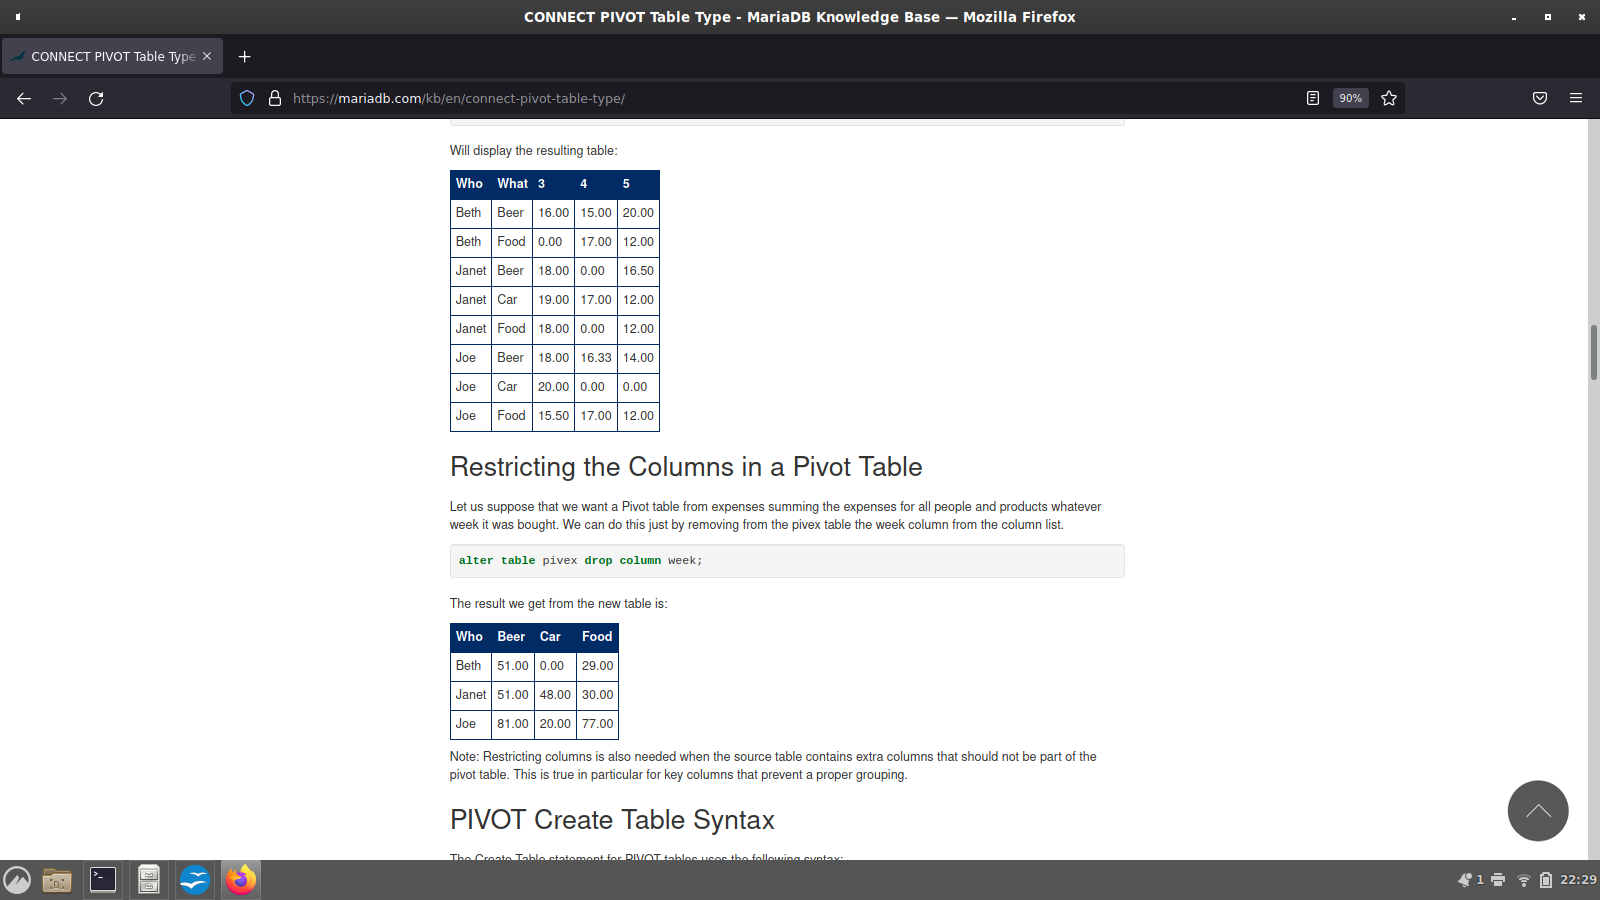 CONNECT PIVOT Table Type - MariaDB Knowledge Base — Mozilla Firefox
CONNECT PIVOT Table Type
https://mariadb.com/kb/en/connect-pivot-table-type/
90%
Will display the resulting table:
Who What 3 4 5
Beth Beer 16.00 15.00 20.00
Beth Food 0.00 17.00 12.00
Janet Beer 18.00 0.00 16.50
Janet Car 19.00 17.00 12.00
Janet Food 18.00 0.00 12.00
Joe Beer 18.00 16.33 14.00
Joe Car 20.00 0.00 0.00
Joe Food 15.50 17.00 12.00
Restricting the Columns in a Pivot Table
Let us suppose that we want a Pivot table from expenses summing the expenses for all people and products whatever
week it was bought. We can do this just by removing from the pivex table the week column from the column list.
alter table pivex drop column week;
The result we get from the new table is:
Who Beer Car Food
Beth 51.00 0.00 29.00
Janet 51.00 48.00 30.00
Joe 81.00 20.00 77.00
Note: Restricting columns is also needed when the source table contains extra columns that should not be part of the
pivot table. This is true in particular for key columns that prevent a proper grouping.
PIVOT Create Table Syntax
The Create Table statement for PIVOT tables uses the following syntax:
1
22:29